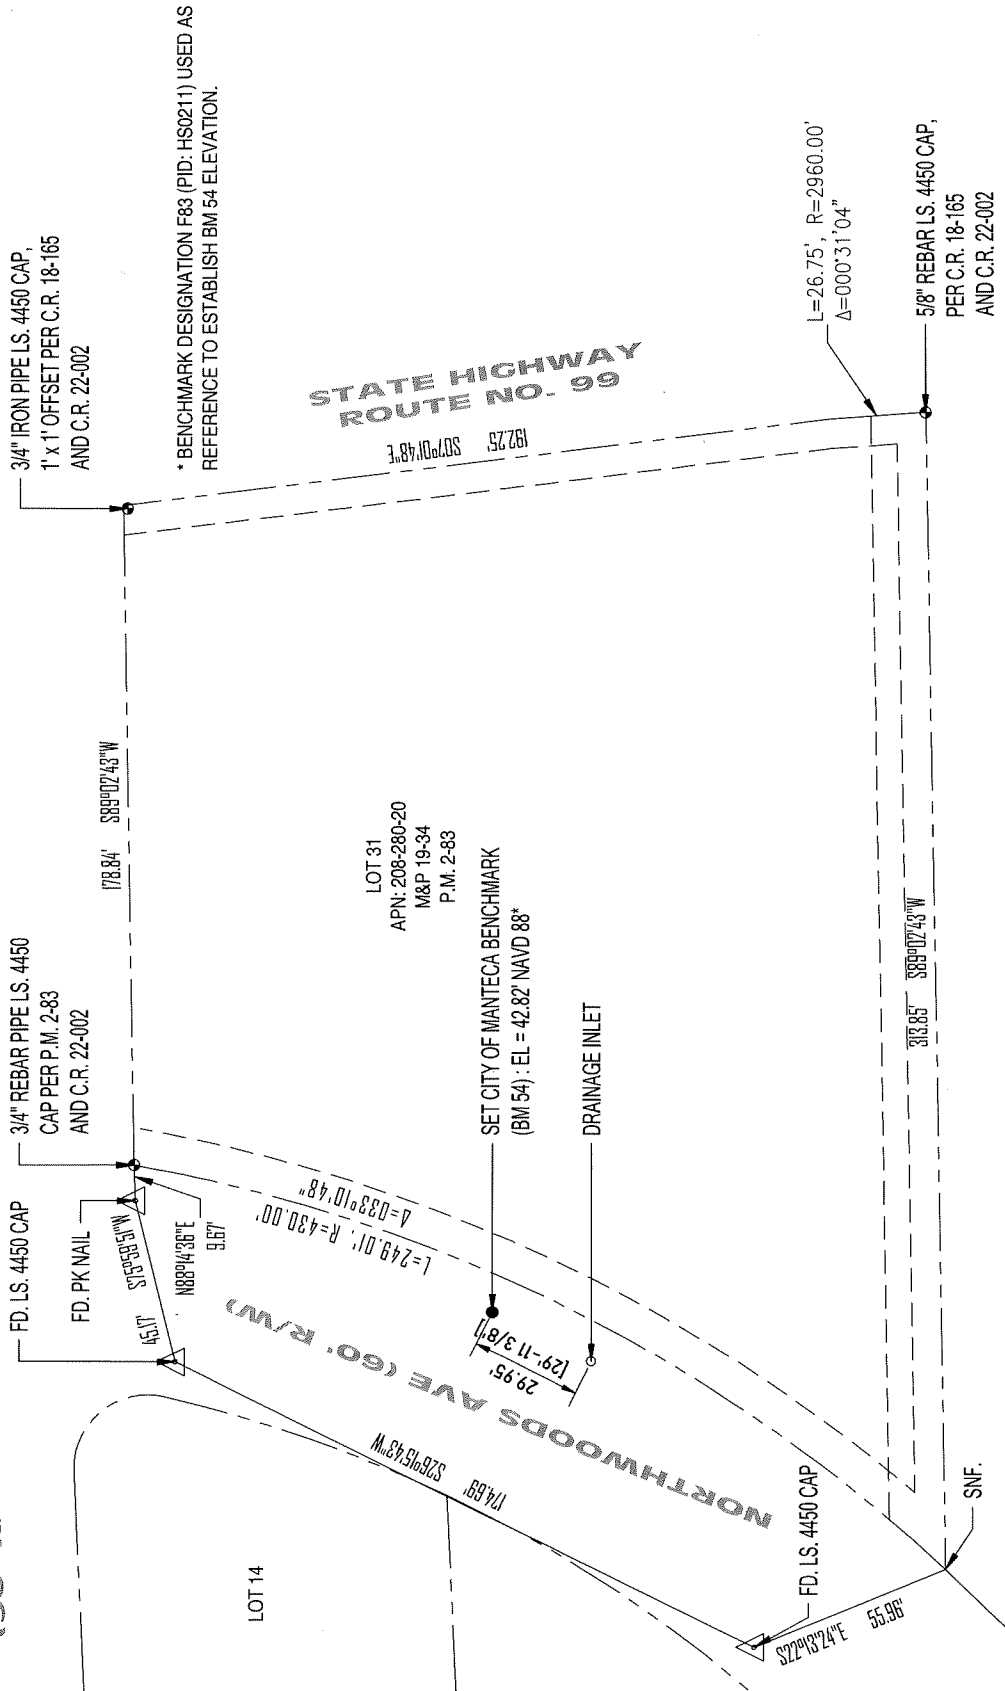 3/4" IRON PIPE LS. 4450 CAP,
1' x 1' OFFSET PER C.R. 18-165
AND C.R. 22-002
* BENCHMARK DESIGNATION F83 (PID: HS0211) USED AS
REFERENCE TO ESTABLISH BM 54 ELEVATION.
STATE HIGHWAY
ROUTE NO. 99
S07°01'48"E 192.25'
L=26.75', R=2960.00'
Δ=000°31'04"
5/8" REBAR LS. 4450 CAP,
PER C.R. 18-165
AND C.R. 22-002
178.84' S89°02'43"W
3/4" REBAR PIPE LS. 4450
CAP PER P.M. 2-83
AND C.R. 22-002
LOT 31
APN: 208-280-20
M&P 19-34
P.M. 2-83
SET CITY OF MANTECA BENCHMARK
(BM 54) : EL = 42.82' NAVD 88*
DRAINAGE INLET
313.85' S89°02'43"W
FD. LS. 4450 CAP
FD. PK NAIL
45.17' S75°59'51"W
N88°14'36"E
9.67'
L=249.01', R=430.00'
Δ=033°10'48"
29.95'
[29'-11 3/8"]
NORTHWOODS AVE (60' R/W)
174.69' S26°15'43"W
LOT 14
FD. LS. 4450 CAP
SNF.
S22°13'24"E 55.96'